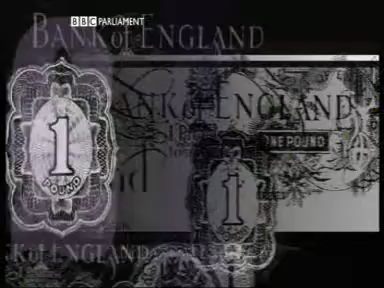 BBC PARLIAMENT
BANK of ENGLAND
BANK of ENGLAND
ONE POUND
1
POUND
1
K of ENGLAND